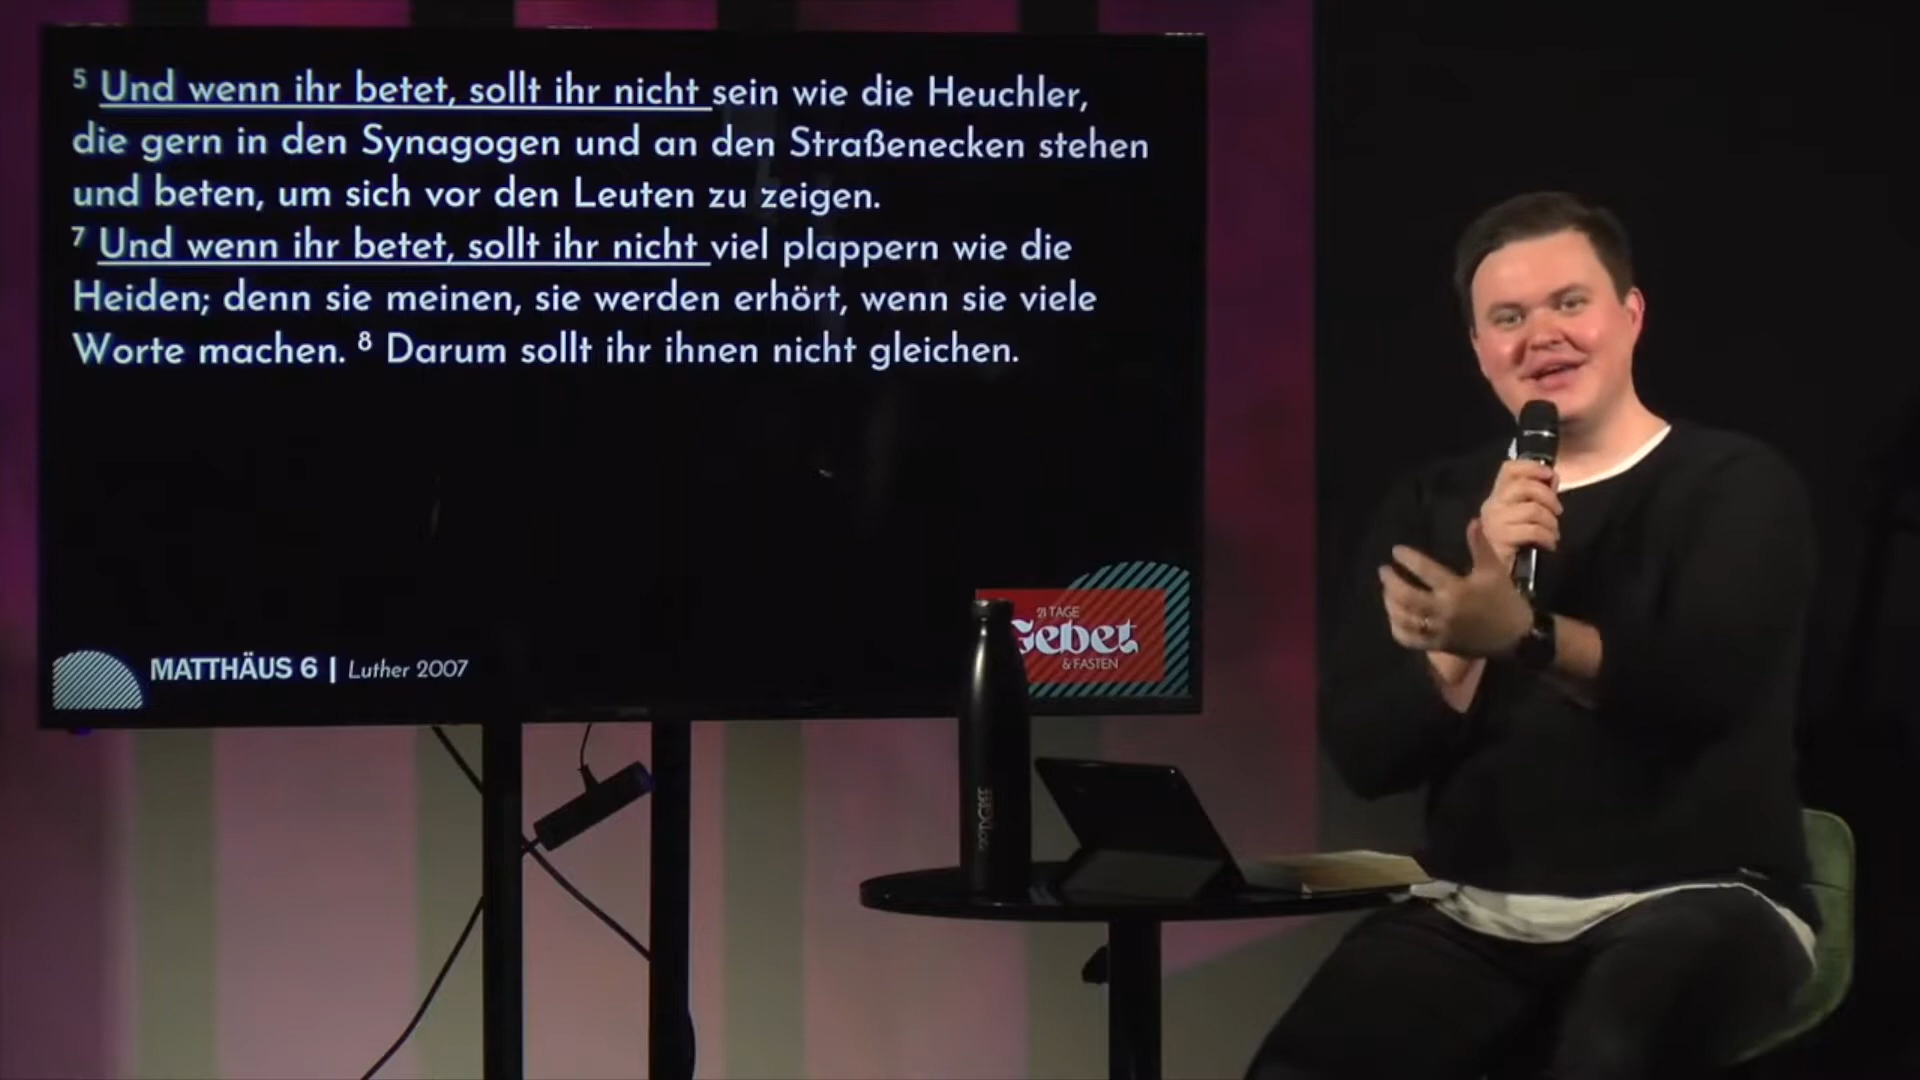 ⁵ Und wenn ihr betet, sollt ihr nicht sein wie die Heuchler,
die gern in den Synagogen und an den Straßenecken stehen
und beten, um sich vor den Leuten zu zeigen.
⁷ Und wenn ihr betet, sollt ihr nicht viel plappern wie die
Heiden; denn sie meinen, sie werden erhört, wenn sie viele
Worte machen. ⁸ Darum sollt ihr ihnen nicht gleichen.
21 TAGE
Gebet
& FASTEN
MATTHÄUS 6 | Luther 2007